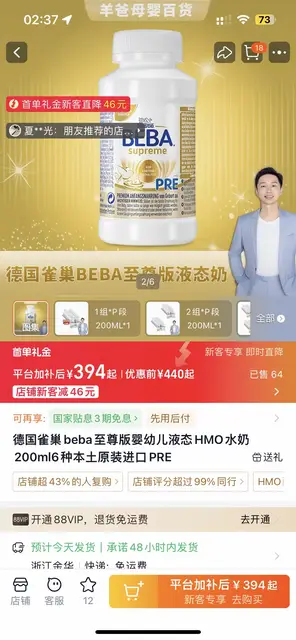 02:37
73
羊爸母婴百货
18
首单礼金新客直降46元
夏**光：朋友推荐的店...
BEBA
supreme
PRE
德国雀巢BEBA至尊版液态奶
2/6
图集
1组*P段
200ML*1
2组*P段
200ML*1
全部
首单礼金
新客专享 即时直降
平台加补后￥394起 优惠前￥440起
已售 64
店铺新客减46元
可再享: 国家贴息3期免息 先用后付
德国雀巢beba至尊版婴幼儿液态HMO水奶
200ml6种本土原装进口PRE
送礼
店铺超43%的人复购
店铺评分超过99%同行
HMO
88VIP 开通88VIP，退货免运费
去开通
预计今天发货 | 承诺48小时内发货
浙江金华 | 快递: 免运费
店铺
客服
12
平台加补后￥394起
新客专享 去看看